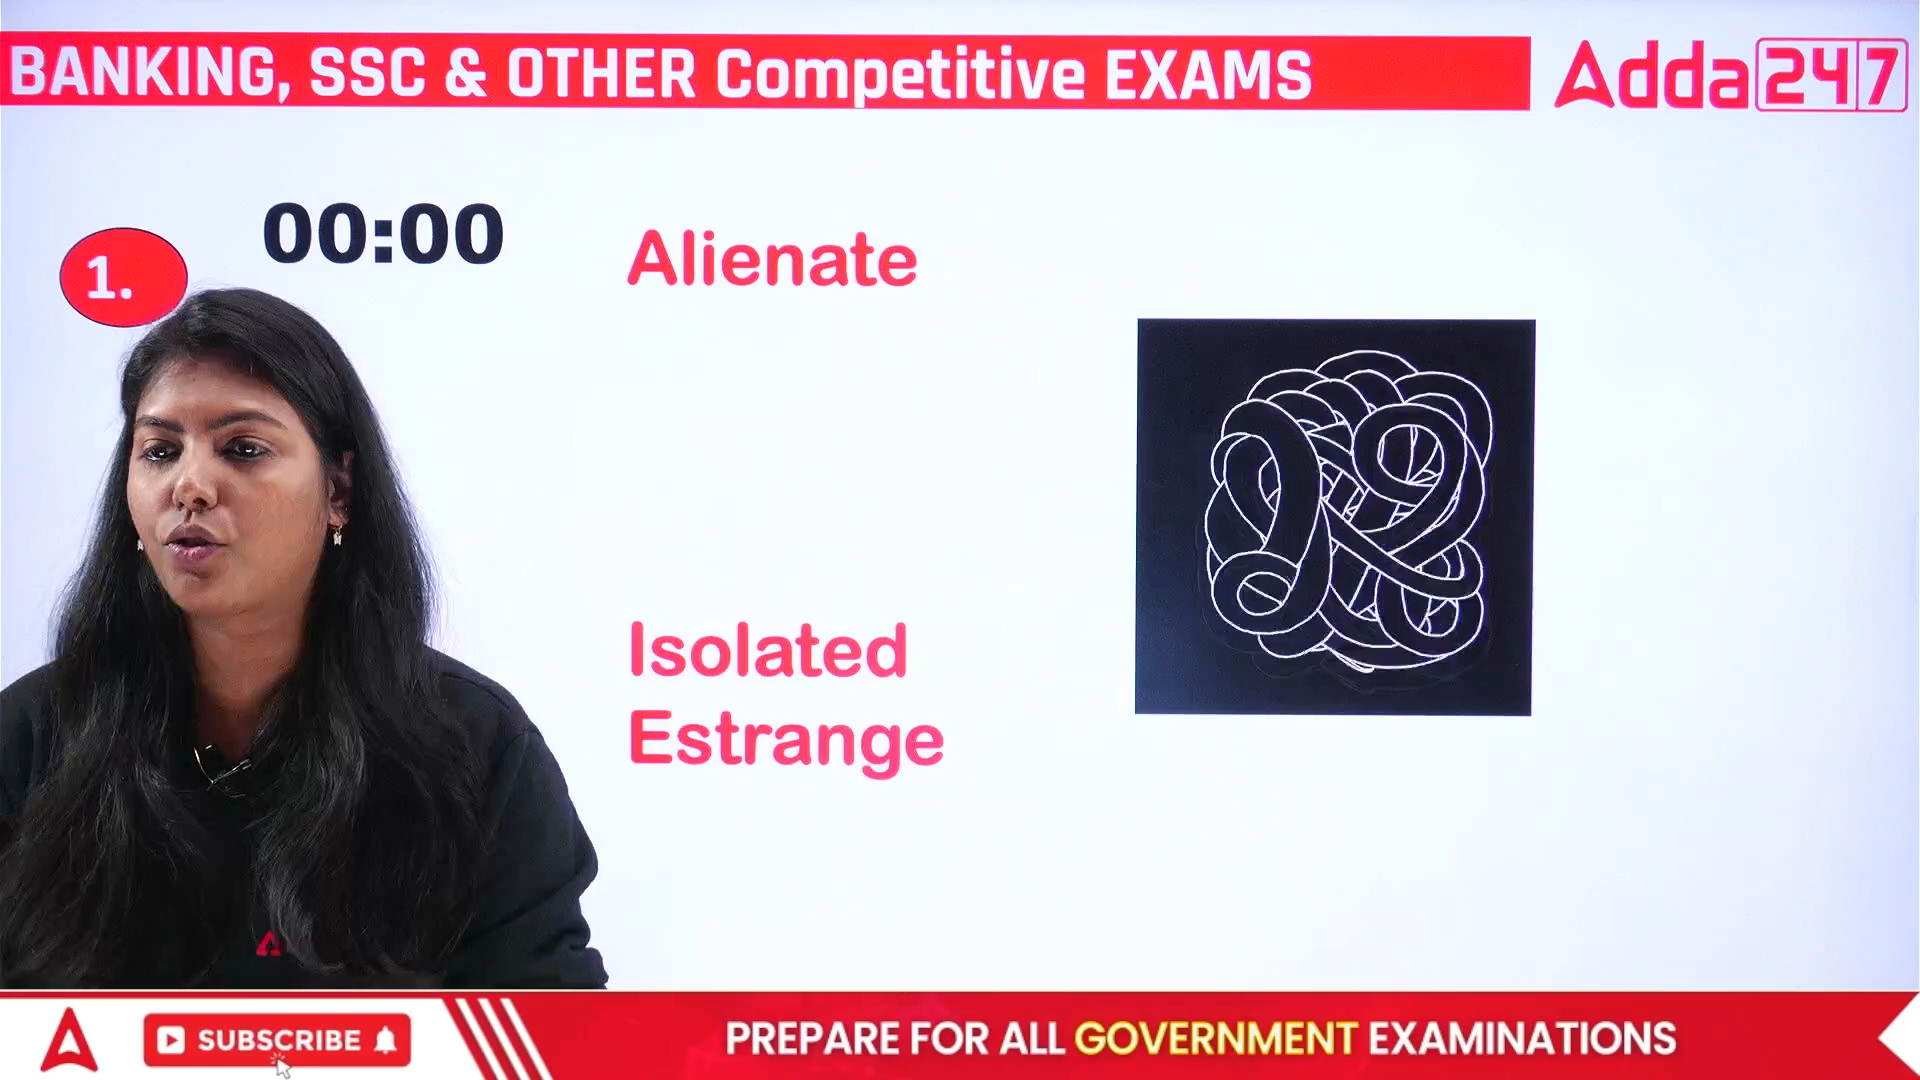 BANKING, SSC & OTHER Competitive EXAMS
Adda247
00:00
1.
Alienate
Isolated
Estrange
SUBSCRIBE
PREPARE FOR ALL GOVERNMENT EXAMINATIONS